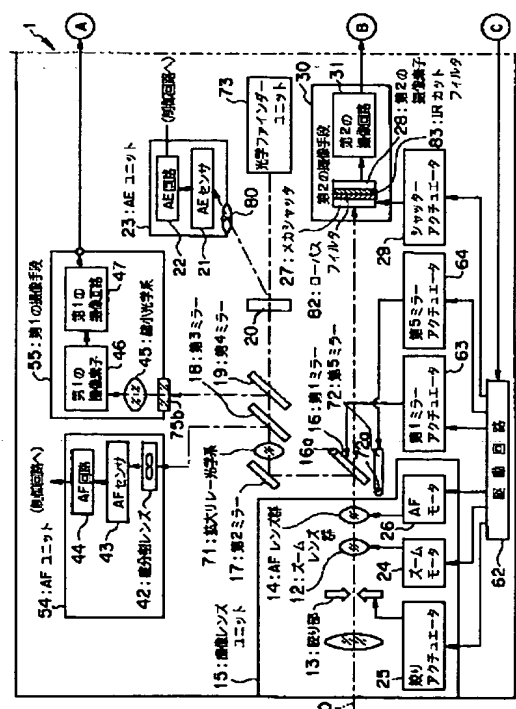 1
A
B
C
55：第1の撮像手段
第1の撮像回路
47
第1の撮像素子
46
45：縮小光学系
75b
(制御回路へ)
23：AEユニット
AE回路
22
AEセンサ
21
80
73
光学ファインダーユニット
20
30
第2の撮像手段
31
第2の撮像回路
28：第2の撮像素子
83：IRカットフィルタ
27：メカシャッタ
82：ローパスフィルタ
シャッターアクチュエータ
29
(制御回路へ)
54：AFユニット
AF回路
44
AFセンサ
43
42：瞳分割レンズ
18：第3ミラー
19：第4ミラー
71：拡大リレー光学系
17：第2ミラー
16a
16：第1ミラー
72：第5ミラー
72a
第5ミラーアクチュエータ
64
第1ミラーアクチュエータ
63
15：撮像レンズユニット
14：AFレンズ群
12：ズームレンズ群
13：絞り部
AFモータ
26
ズームモータ
24
絞りアクチュエータ
25
駆動回路
62